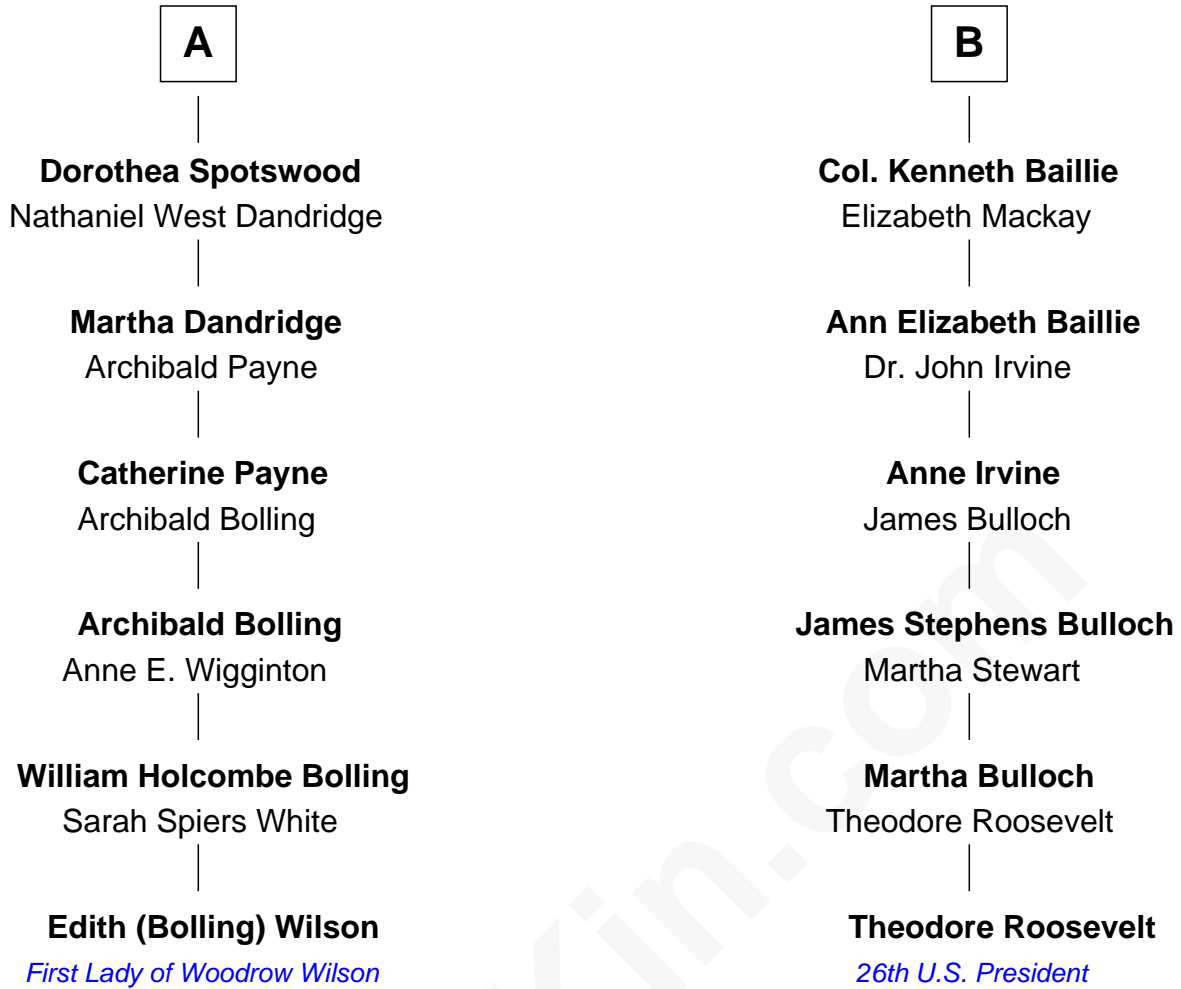 A
Dorothea Spotswood
Nathaniel West Dandridge
Martha Dandridge
Archibald Payne
Catherine Payne
Archibald Bolling
Archibald Bolling
Anne E. Wigginton
William Holcombe Bolling
Sarah Spiers White
Edith (Bolling) Wilson
First Lady of Woodrow Wilson
B
Col. Kenneth Baillie
Elizabeth Mackay
Ann Elizabeth Baillie
Dr. John Irvine
Anne Irvine
James Bulloch
James Stephens Bulloch
Martha Stewart
Martha Bulloch
Theodore Roosevelt
Theodore Roosevelt
26th U.S. President
Kin.com